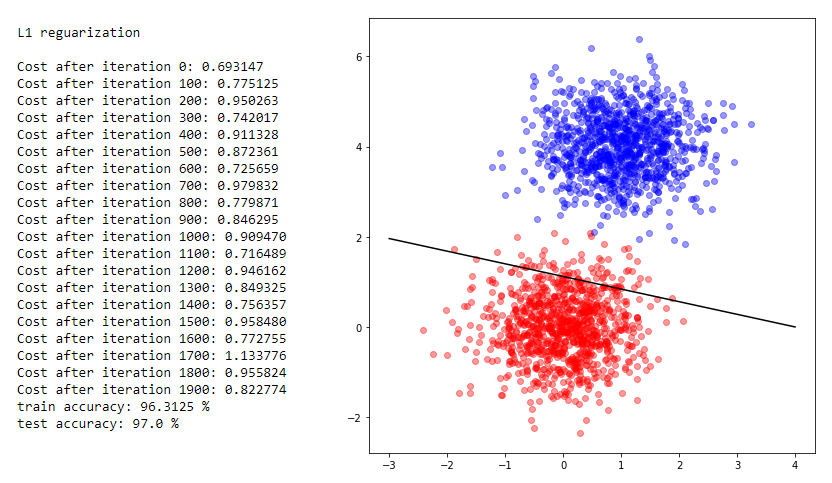 L1 reguarization
Cost after iteration 0: 0.693147
Cost after iteration 100: 0.775125
Cost after iteration 200: 0.950263
Cost after iteration 300: 0.742017
Cost after iteration 400: 0.911328
Cost after iteration 500: 0.872361
Cost after iteration 600: 0.725659
Cost after iteration 700: 0.979832
Cost after iteration 800: 0.779871
Cost after iteration 900: 0.846295
Cost after iteration 1000: 0.909470
Cost after iteration 1100: 0.716489
Cost after iteration 1200: 0.946162
Cost after iteration 1300: 0.849325
Cost after iteration 1400: 0.756357
Cost after iteration 1500: 0.958480
Cost after iteration 1600: 0.772755
Cost after iteration 1700: 1.133776
Cost after iteration 1800: 0.955824
Cost after iteration 1900: 0.822774
train accuracy: 96.3125 %
test accuracy: 97.0 %
6
4
2
0
−2
−3 −2 −1 0 1 2 3 4